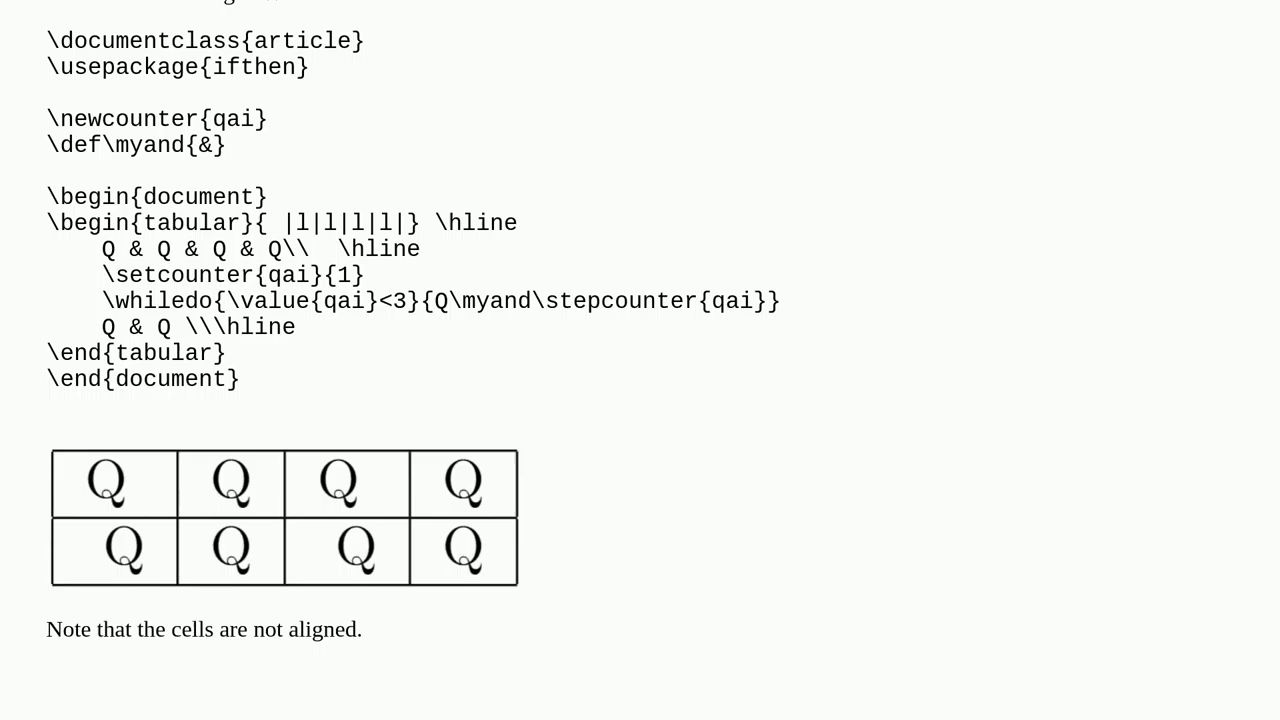 \documentclass{article}
\usepackage{ifthen}
\newcounter{qai}
\def\myand{&}
\begin{document}
\begin{tabular}{ |l|l|l|l|} \hline
    Q & Q & Q & Q\\  \hline
    \setcounter{qai}{1}
    \whiledo{\value{qai}<3}{Q\myand\stepcounter{qai}}
    Q & Q \\\hline
\end{tabular}
\end{document}
Q Q Q Q
Q Q Q Q
Note that the cells are not aligned.